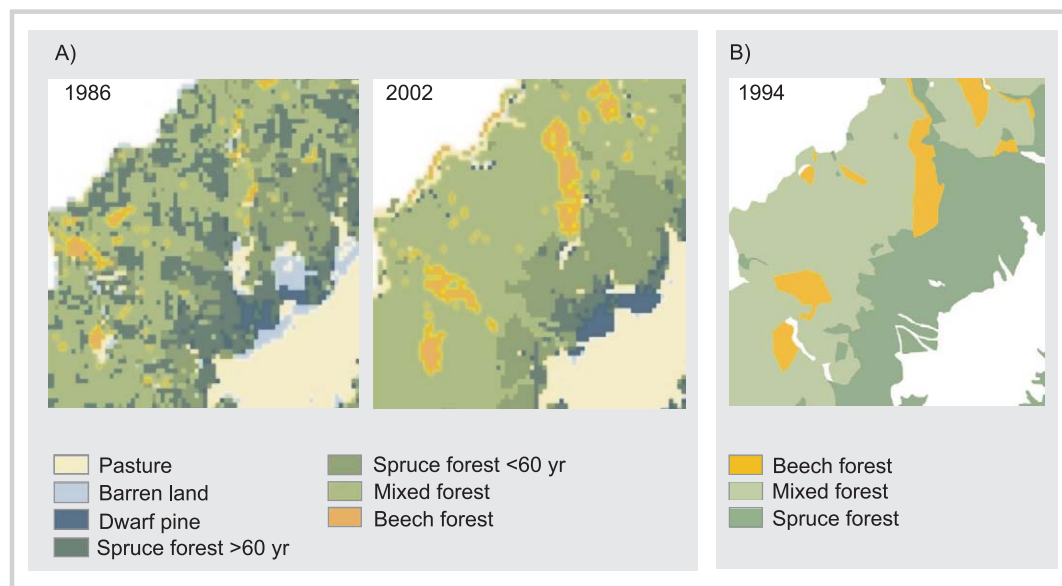 A)
1986
2002
Pasture
Barren land
Dwarf pine
Spruce forest >60 yr
Spruce forest <60 yr
Mixed forest
Beech forest
B)
1994
Beech forest
Mixed forest
Spruce forest